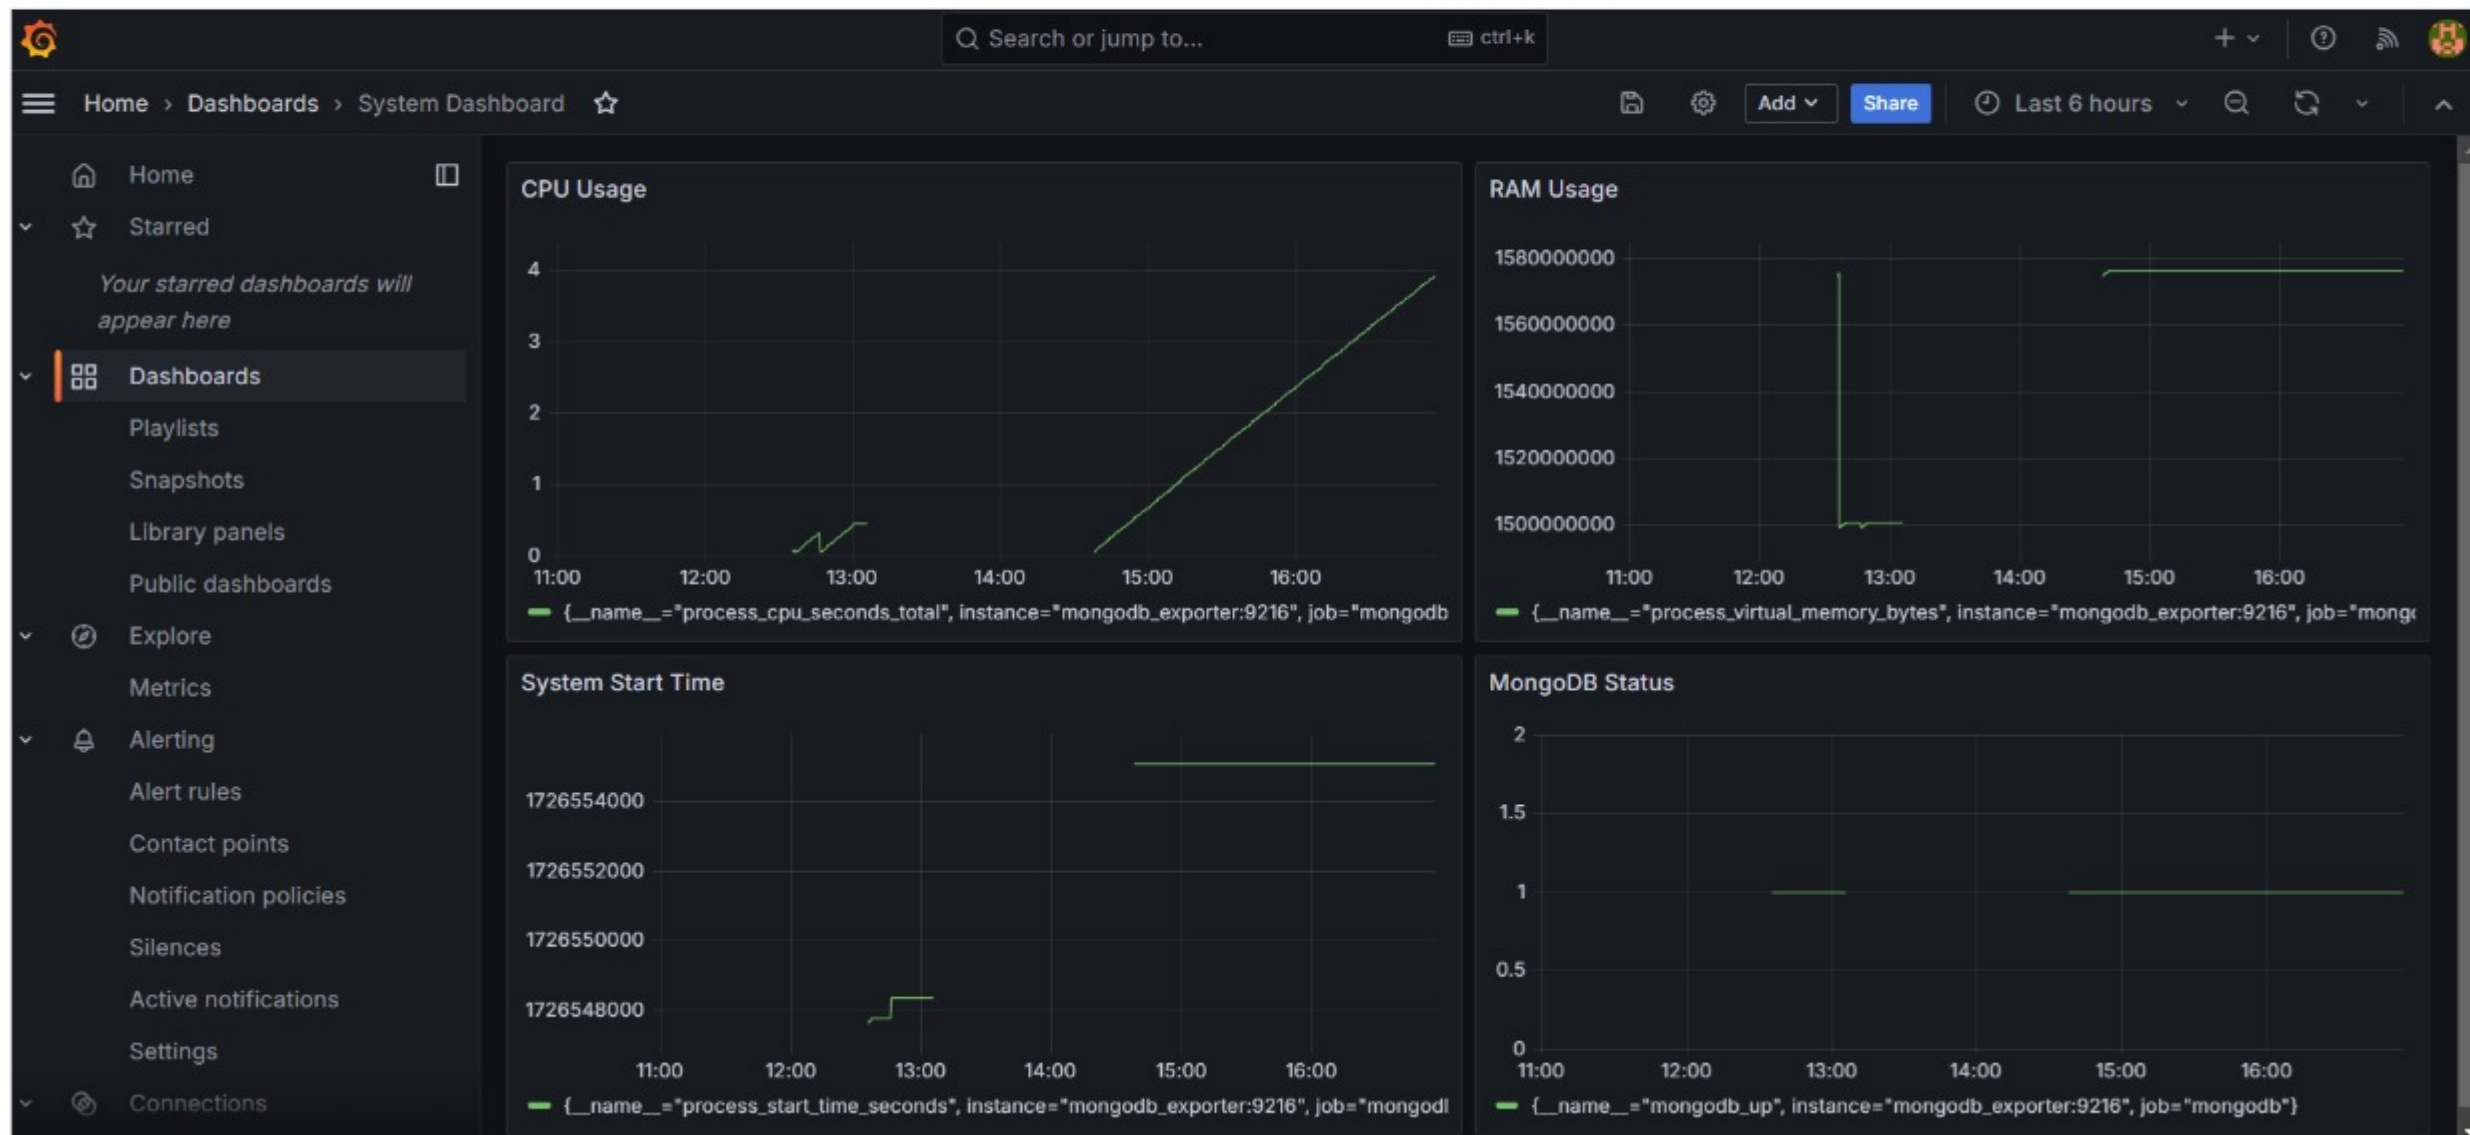 Search or jump to... ctrl+k
Home › Dashboards › System Dashboard
Add Share Last 6 hours
Home
Starred
Your starred dashboards will
appear here
Dashboards
Playlists
Snapshots
Library panels
Public dashboards
Explore
Metrics
Alerting
Alert rules
Contact points
Notification policies
Silences
Active notifications
Settings
Connections
CPU Usage
4
3
2
1
0
11:00 12:00 13:00 14:00 15:00 16:00
{__name__="process_cpu_seconds_total", instance="mongodb_exporter:9216", job="mongodb
RAM Usage
1580000000
1560000000
1540000000
1520000000
1500000000
11:00 12:00 13:00 14:00 15:00 16:00
{__name__="process_virtual_memory_bytes", instance="mongodb_exporter:9216", job="mong
System Start Time
1726554000
1726552000
1726550000
1726548000
11:00 12:00 13:00 14:00 15:00 16:00
{__name__="process_start_time_seconds", instance="mongodb_exporter:9216", job="mongod
MongoDB Status
2
1.5
1
0.5
0
11:00 12:00 13:00 14:00 15:00 16:00
{__name__="mongodb_up", instance="mongodb_exporter:9216", job="mongodb"}